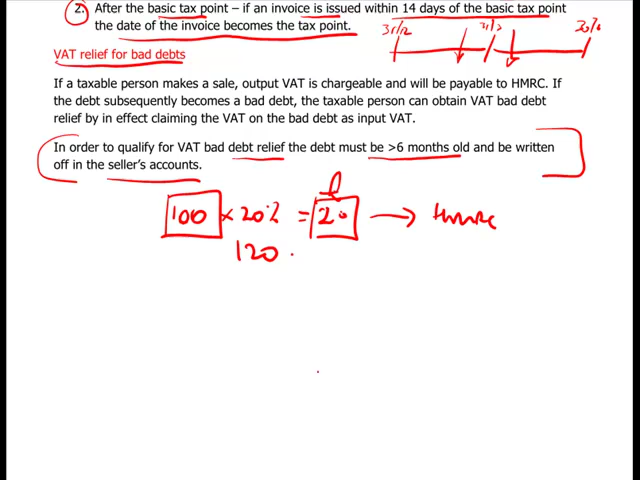 2. After the basic tax point – if an invoice is issued within 14 days of the basic tax point
the date of the invoice becomes the tax point.
31/12 31/3 30/6
VAT relief for bad debts
If a taxable person makes a sale, output VAT is chargeable and will be payable to HMRC. If
the debt subsequently becomes a bad debt, the taxable person can obtain VAT bad debt
relief by in effect claiming the VAT on the bad debt as input VAT.
In order to qualify for VAT bad debt relief the debt must be >6 months old and be written
off in the seller's accounts.
100 × 20% = 20 → HMRC
120